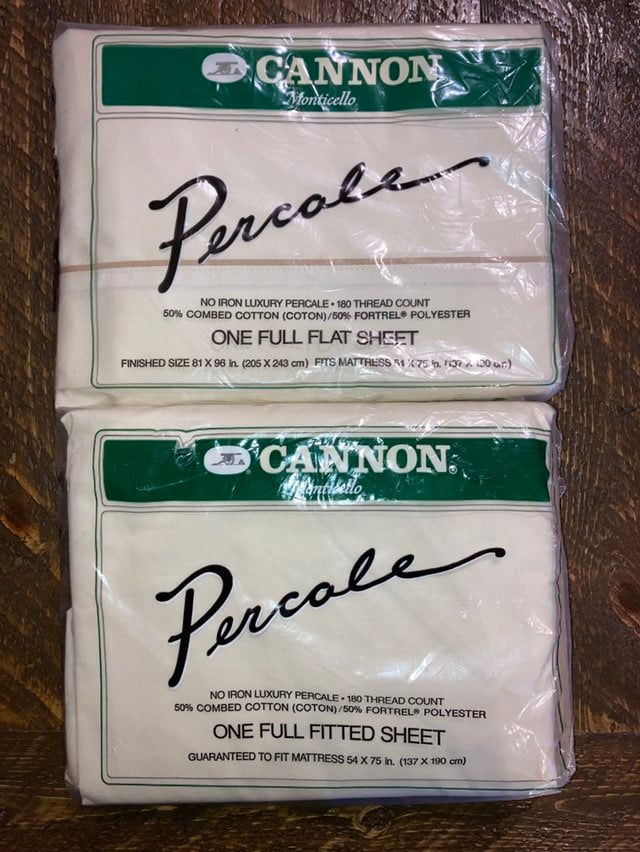 CANNON
Monticello
Percale
NO IRON LUXURY PERCALE • 180 THREAD COUNT
50% COMBED COTTON (COTON)/50% FORTREL® POLYESTER
ONE FULL FLAT SHEET
FINISHED SIZE 81 X 96 in. (205 X 243 cm) FITS MATTRESS 54 X 75 in. (137 X 190 cm)
CANNON®
Monticello
Percale
NO IRON LUXURY PERCALE • 180 THREAD COUNT
50% COMBED COTTON (COTON)/50% FORTREL® POLYESTER
ONE FULL FITTED SHEET
GUARANTEED TO FIT MATTRESS 54 X 75 in. (137 X 190 cm)